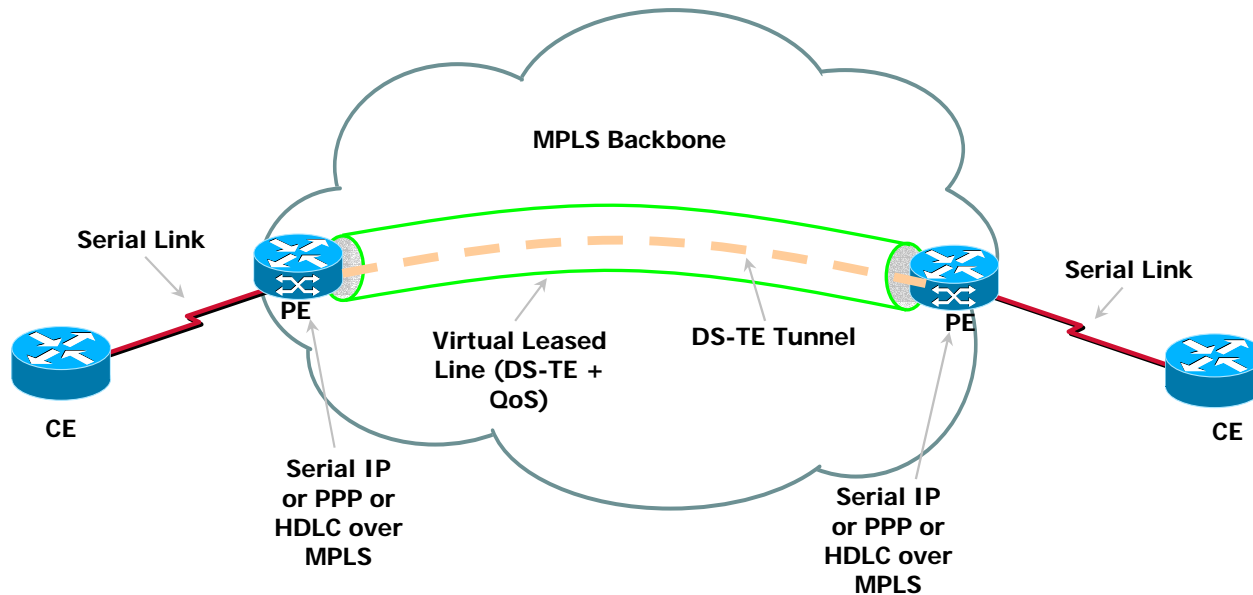 MPLS Backbone
Serial Link
PE
CE
Virtual Leased
Line (DS-TE +
QoS)
DS-TE Tunnel
Serial IP
or PPP or
HDLC over
MPLS
PE
Serial Link
CE
Serial IP
or PPP or
HDLC over
MPLS